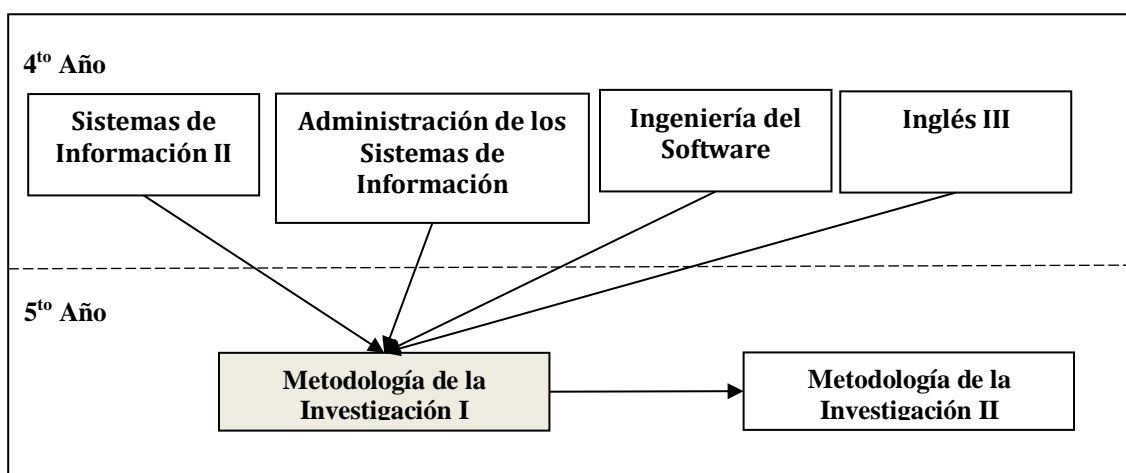 4to Año
Sistemas de
Información II
Administración de los
Sistemas de
Información
Ingeniería del
Software
Inglés III
5to Año
Metodología de la
Investigación I
Metodología de la
Investigación II